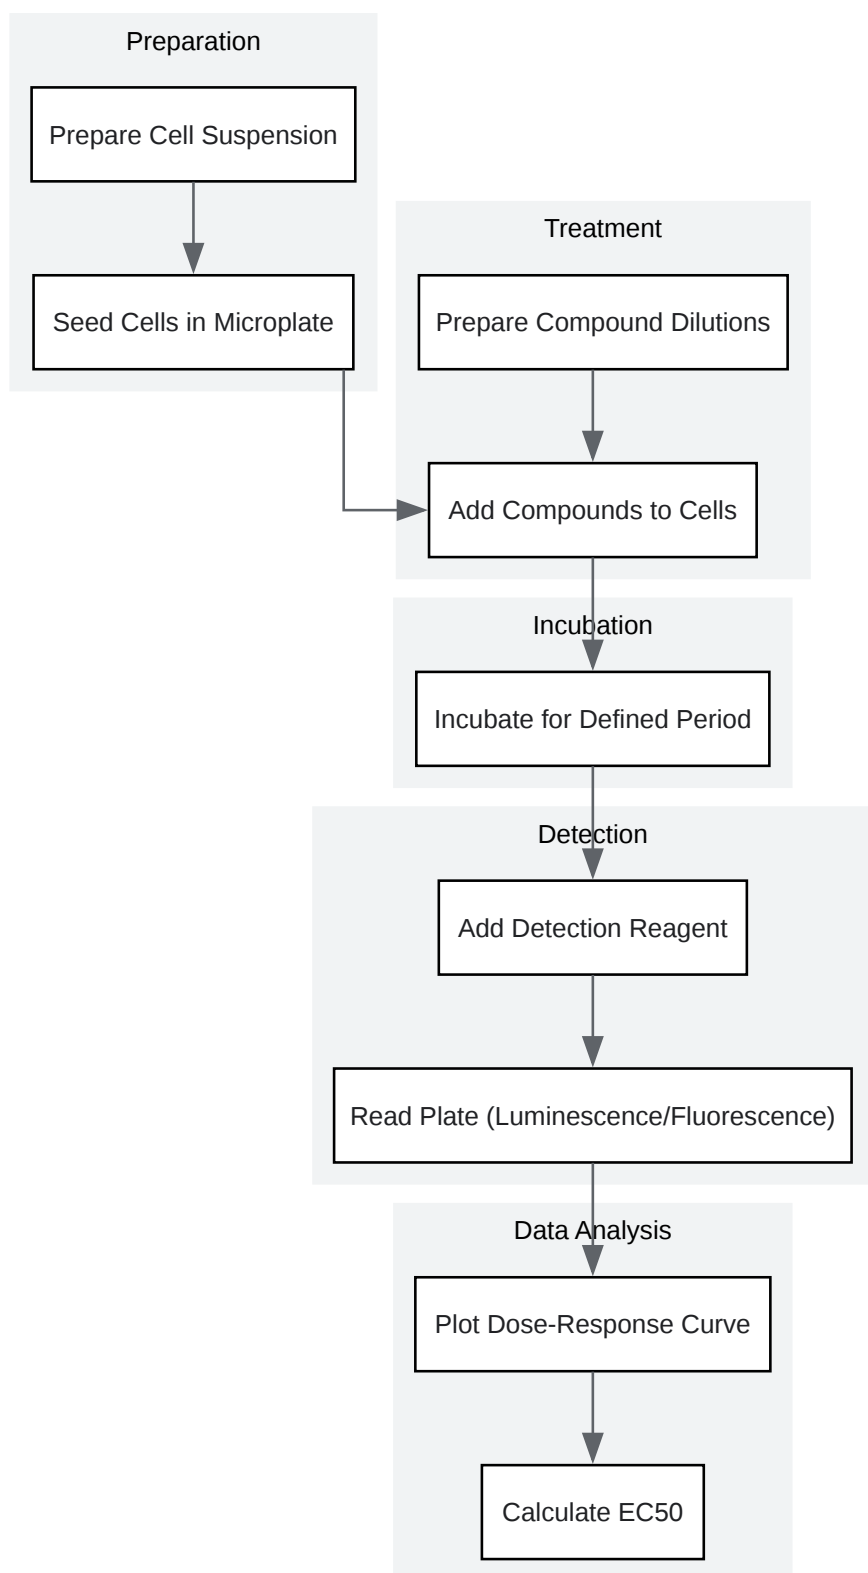 Preparation
Prepare Cell Suspension
Seed Cells in Microplate
Treatment
Prepare Compound Dilutions
Add Compounds to Cells
Incubation
Incubate for Defined Period
Detection
Add Detection Reagent
Read Plate (Luminescence/Fluorescence)
Data Analysis
Plot Dose-Response Curve
Calculate EC50